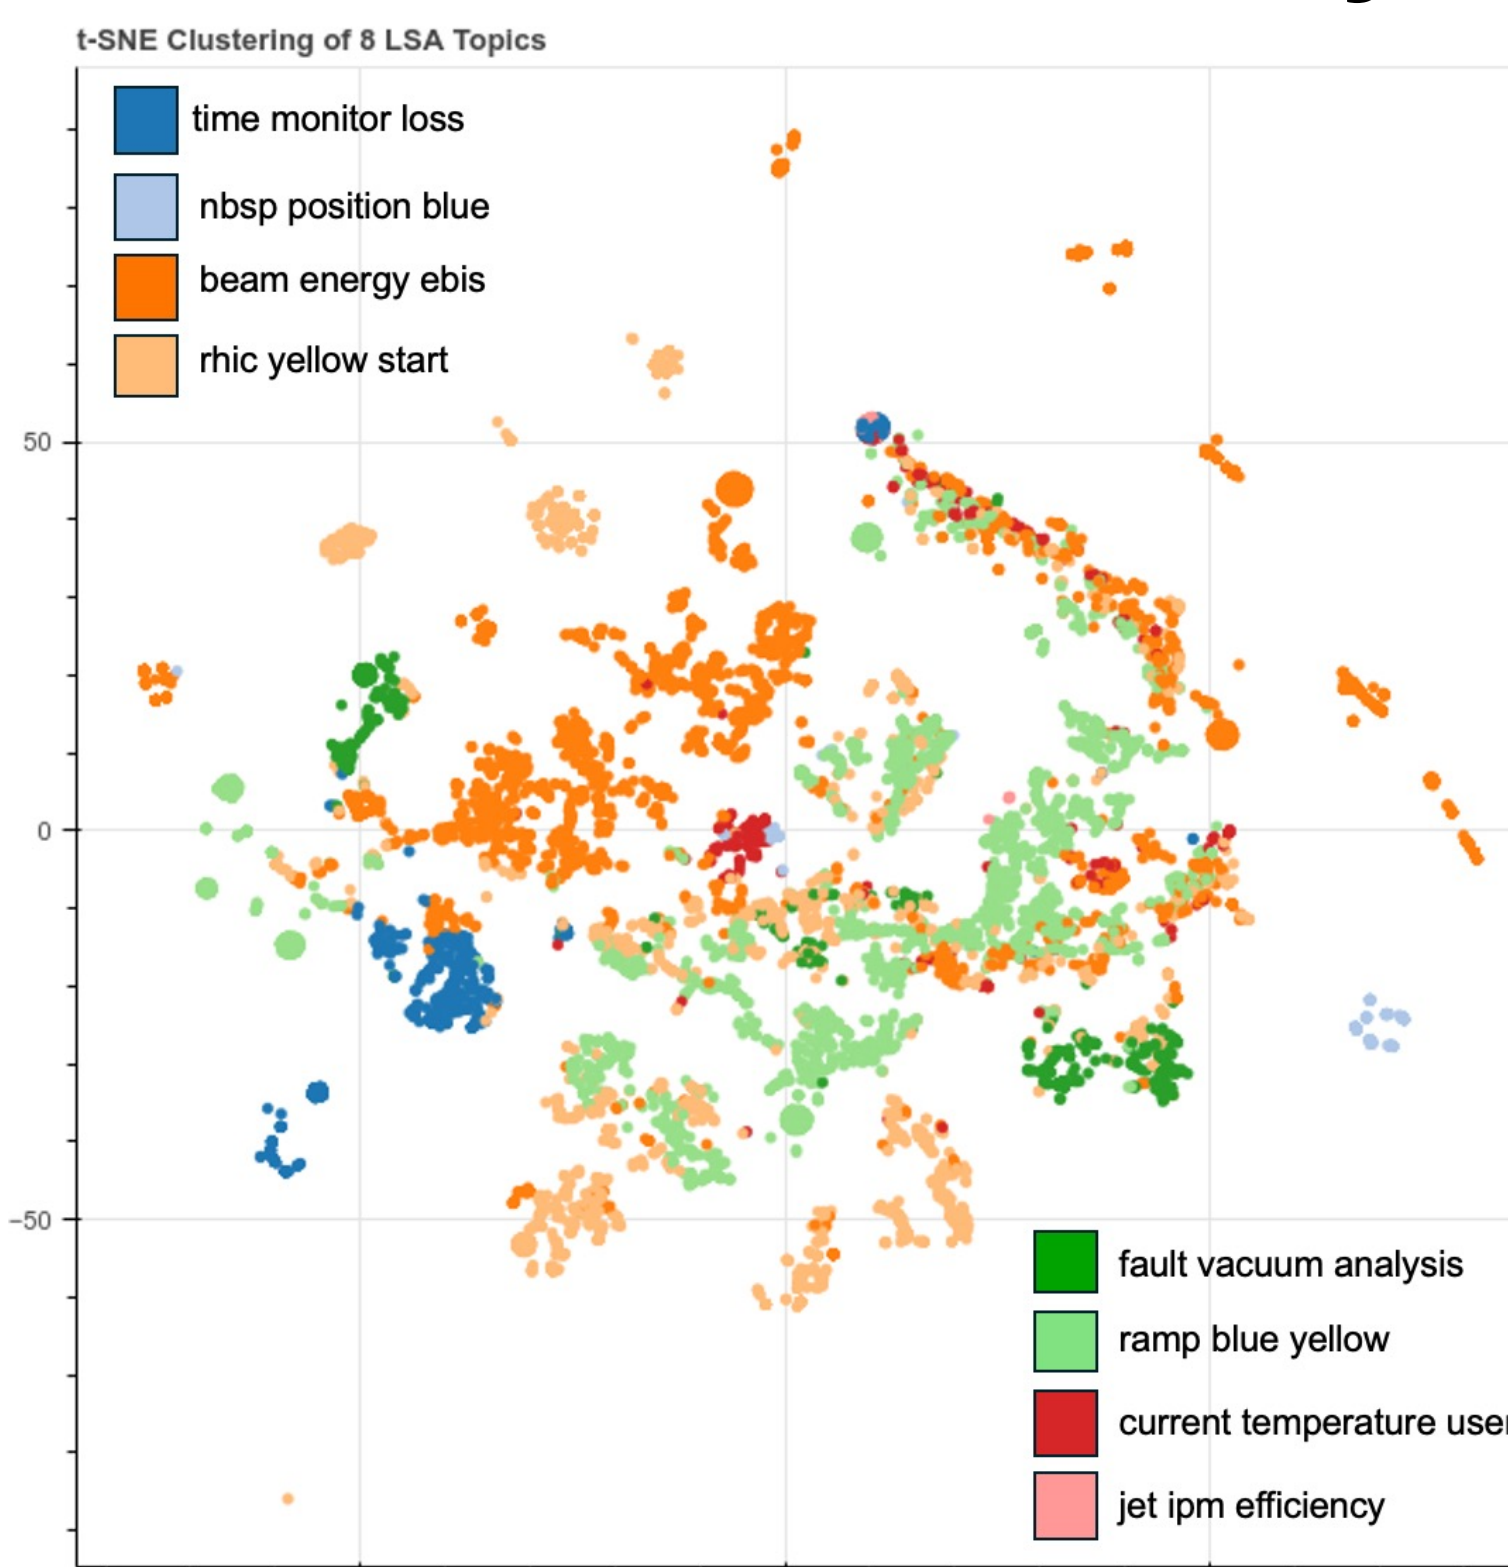 t-SNE Clustering of 8 LSA Topics
time monitor loss
nbsp position blue
beam energy ebis
rhic yellow start
50
0
−50
fault vacuum analysis
ramp blue yellow
current temperature user
jet ipm efficiency